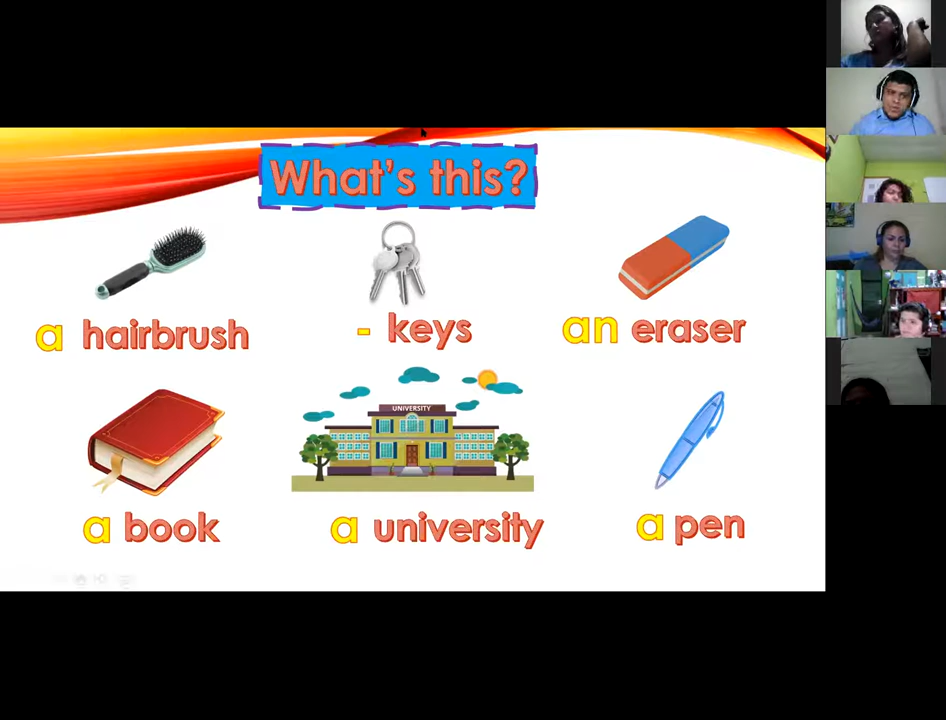 What's this?
a hairbrush
- keys
an eraser
UNIVERSITY
a book
a university
a pen